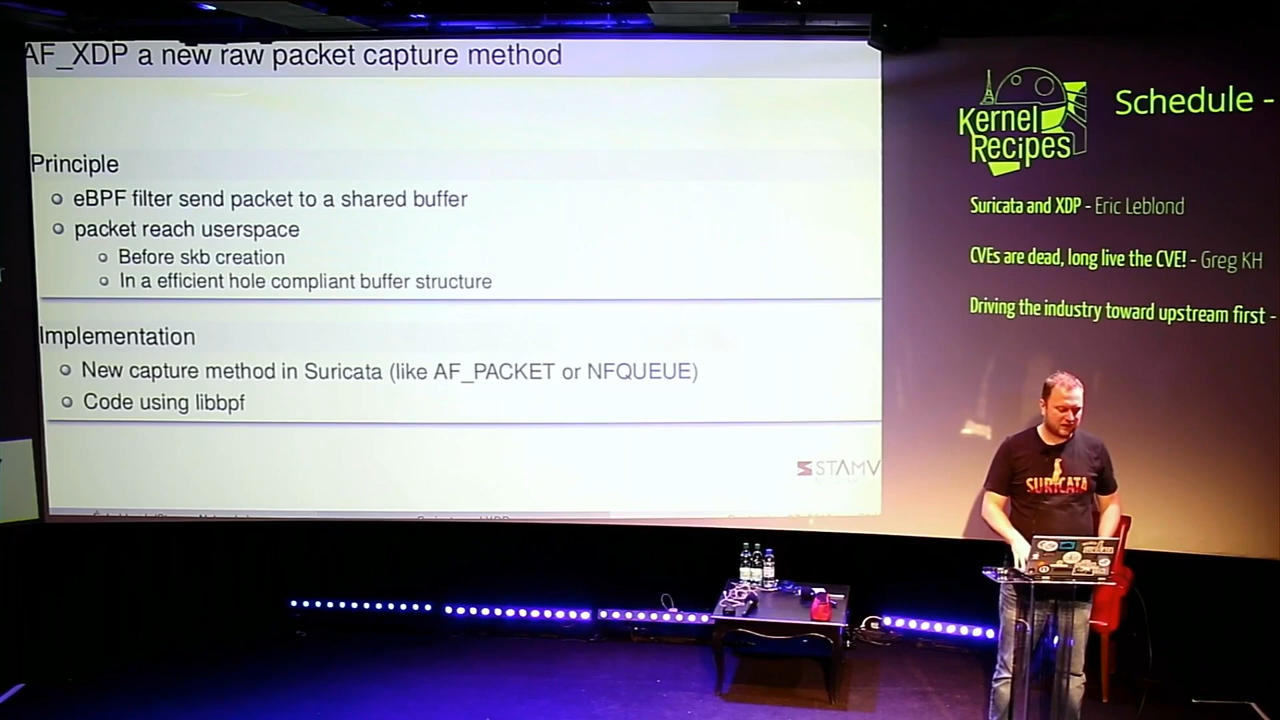 AF_XDP a new raw packet capture method
Principle
eBPF filter send packet to a shared buffer
packet reach userspace
Before skb creation
In a efficient hole compliant buffer structure
Implementation
New capture method in Suricata (like AF_PACKET or NFQUEUE)
Code using libbpf
STAMV
Kernel
Recipes
Schedule -
Suricata and XDP - Eric Leblond
CVEs are dead, long live the CVE! - Greg KH
Driving the industry toward upstream first -
SURICATA